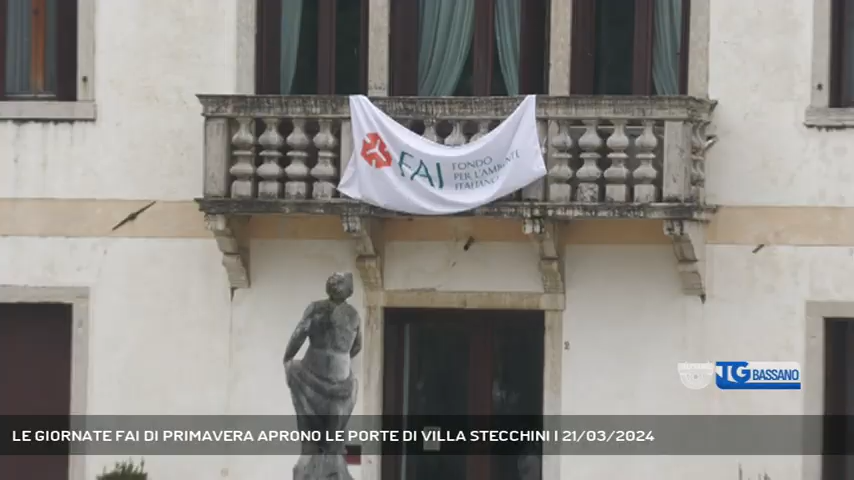 FAI
FONDO
PER L'AMBIENTE
ITALIANO
TG BASSANO
LE GIORNATE FAI DI PRIMAVERA APRONO LE PORTE DI VILLA STECCHINI | 21/03/2024